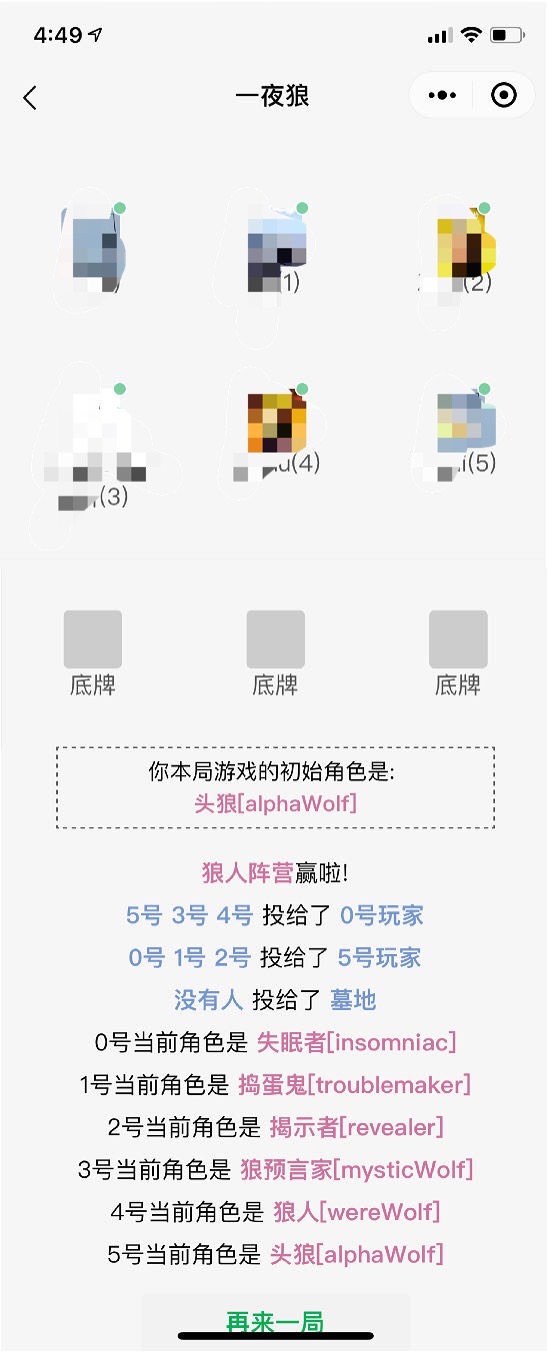 4:49
一夜狼
(1)
(2)
(3)
(4)
i(5)
底牌
底牌
底牌
你本局游戏的初始角色是:
头狼[alphaWolf]
狼人阵营赢啦!
5号 3号 4号 投给了 0号玩家
0号 1号 2号 投给了 5号玩家
没有人 投给了 墓地
0号当前角色是 失眠者[insomniac]
1号当前角色是 捣蛋鬼[troublemaker]
2号当前角色是 揭示者[revealer]
3号当前角色是 狼预言家[mysticWolf]
4号当前角色是 狼人[wereWolf]
5号当前角色是 头狼[alphaWolf]
再来一局